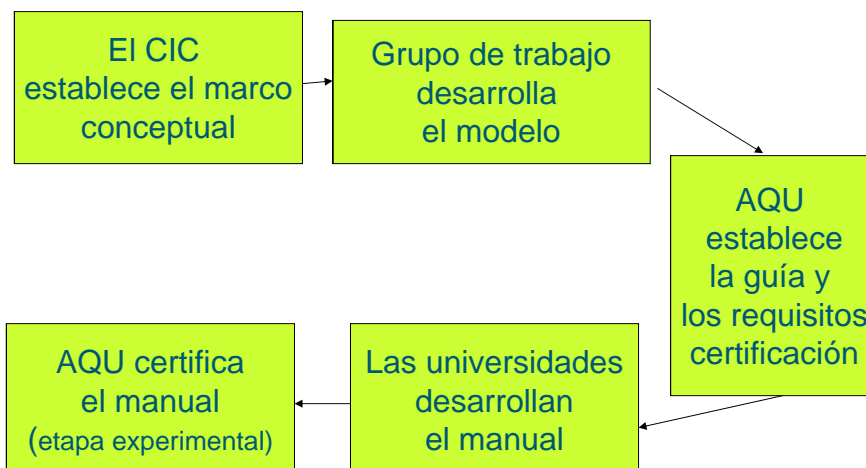 El CIC
establece el marco
conceptual
Grupo de trabajo
desarrolla
el modelo
AQU
establece
la guía y
los requisitos
certificación
Las universidades
desarrollan
el manual
AQU certifica
el manual
(etapa experimental)